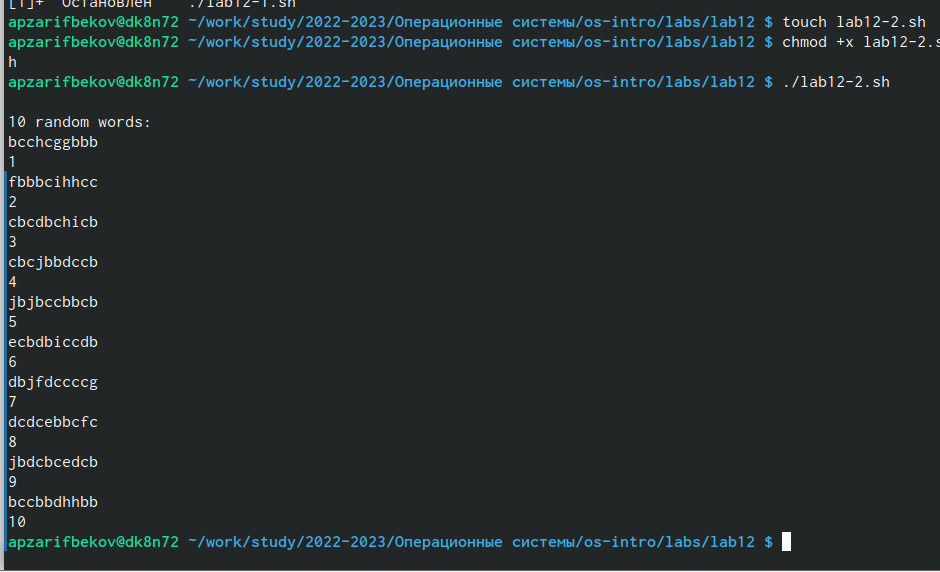 [1]+  Остановлен    ./lab12-1.sh
apzarifbekov@dk8n72 ~/work/study/2022-2023/Операционные системы/os-intro/labs/lab12 $ touch lab12-2.sh
apzarifbekov@dk8n72 ~/work/study/2022-2023/Операционные системы/os-intro/labs/lab12 $ chmod +x lab12-2.s
h
apzarifbekov@dk8n72 ~/work/study/2022-2023/Операционные системы/os-intro/labs/lab12 $ ./lab12-2.sh
10 random words:
bcchcggbbb
1
fbbbcihhcc
2
cbcdbchicb
3
cbcjbbdccb
4
jbjbccbbcb
5
ecbdbiccdb
6
dbjfdccccg
7
dcdcebbcfc
8
jbdcbcedcb
9
bccbbdhhbb
10
apzarifbekov@dk8n72 ~/work/study/2022-2023/Операционные системы/os-intro/labs/lab12 $